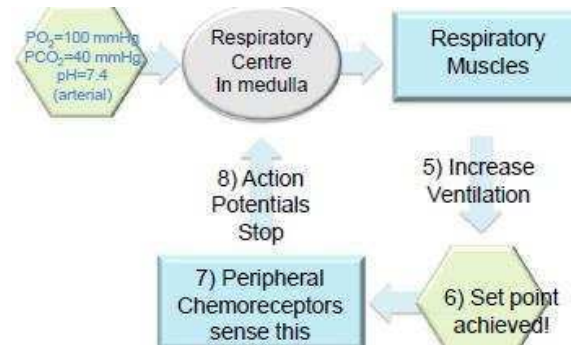 PO₂=100 mmHg
PCO₂=40 mmHg
pH=7.4
(arterial)
Respiratory
Centre
In medulla
Respiratory
Muscles
5) Increase
Ventilation
6) Set point
achieved!
7) Peripheral
Chemoreceptors
sense this
8) Action
Potentials
Stop